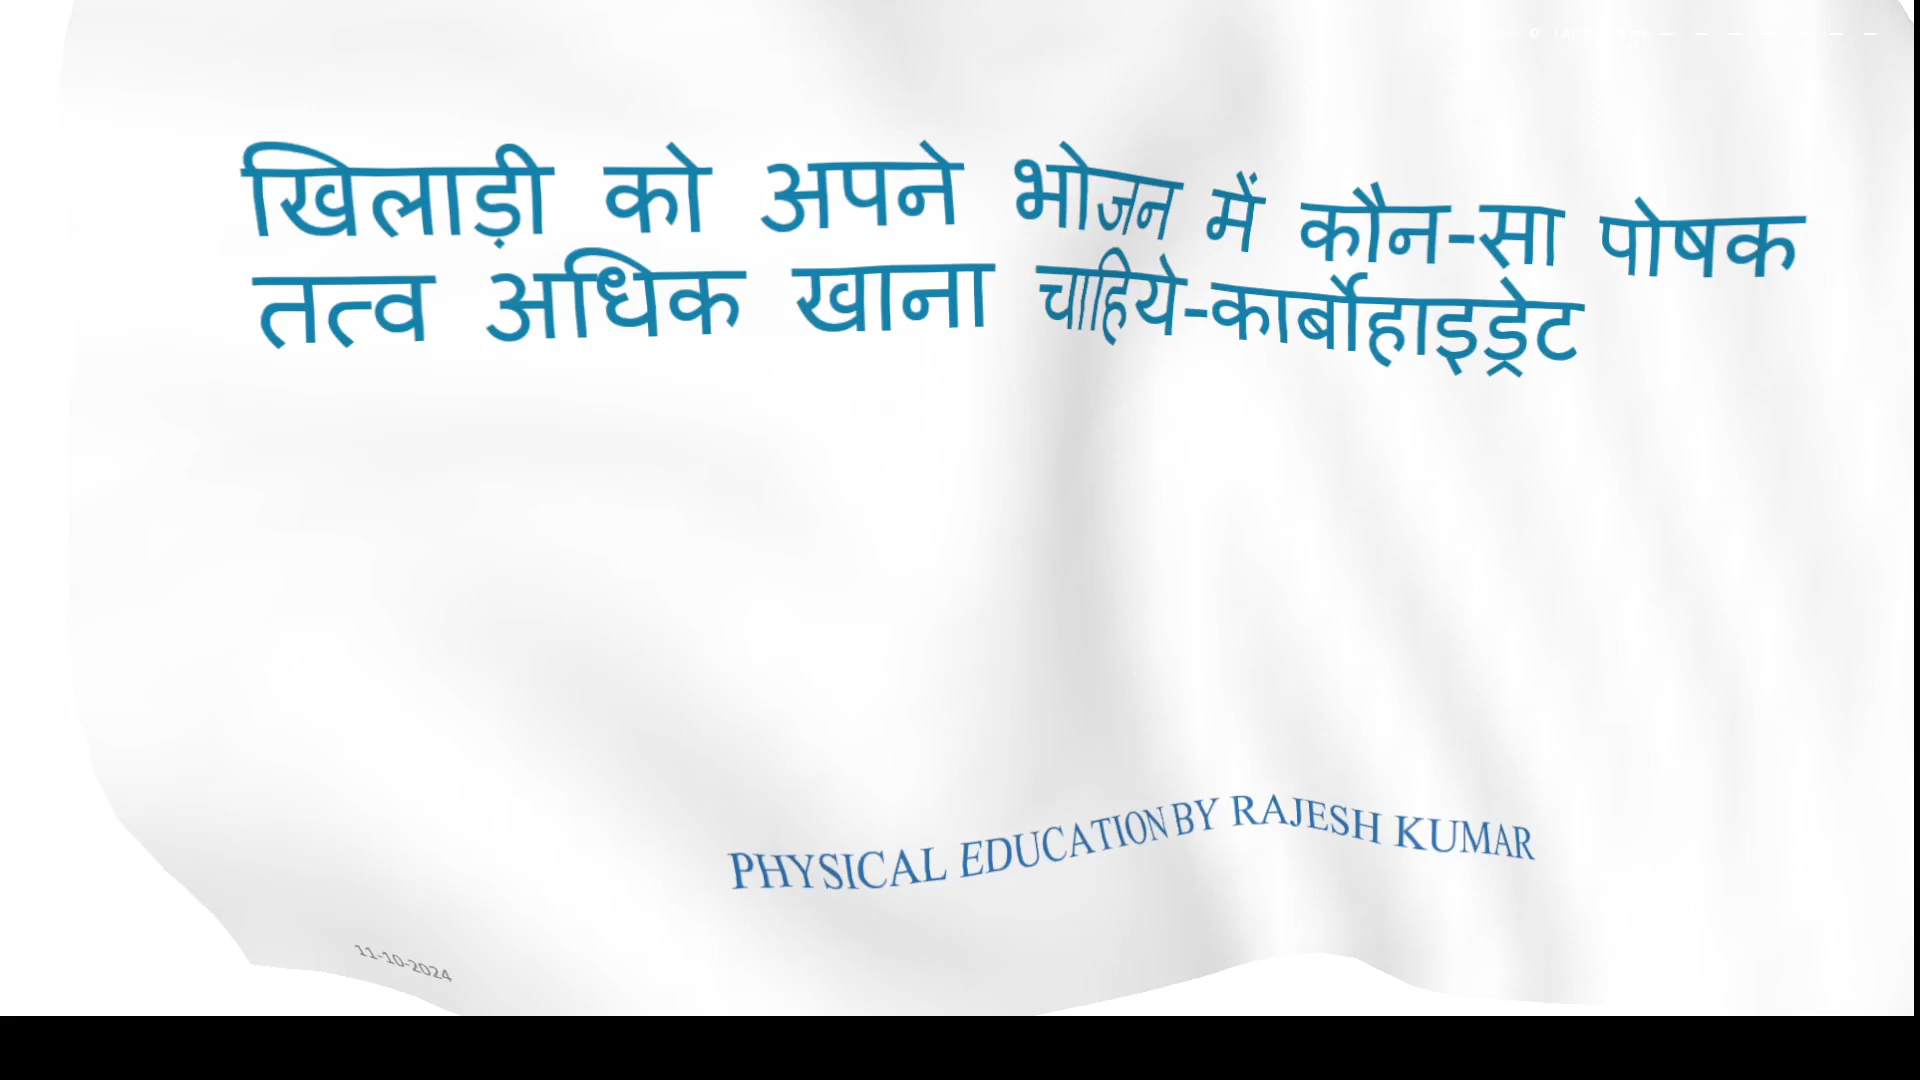 खिलाड़ी को अपने भोजन में कौन-सा पोषक
तत्व अधिक खाना चाहिये-कार्बोहाइड्रेट
PHYSICAL EDUCATION BY RAJESH KUMAR
11-10-2024